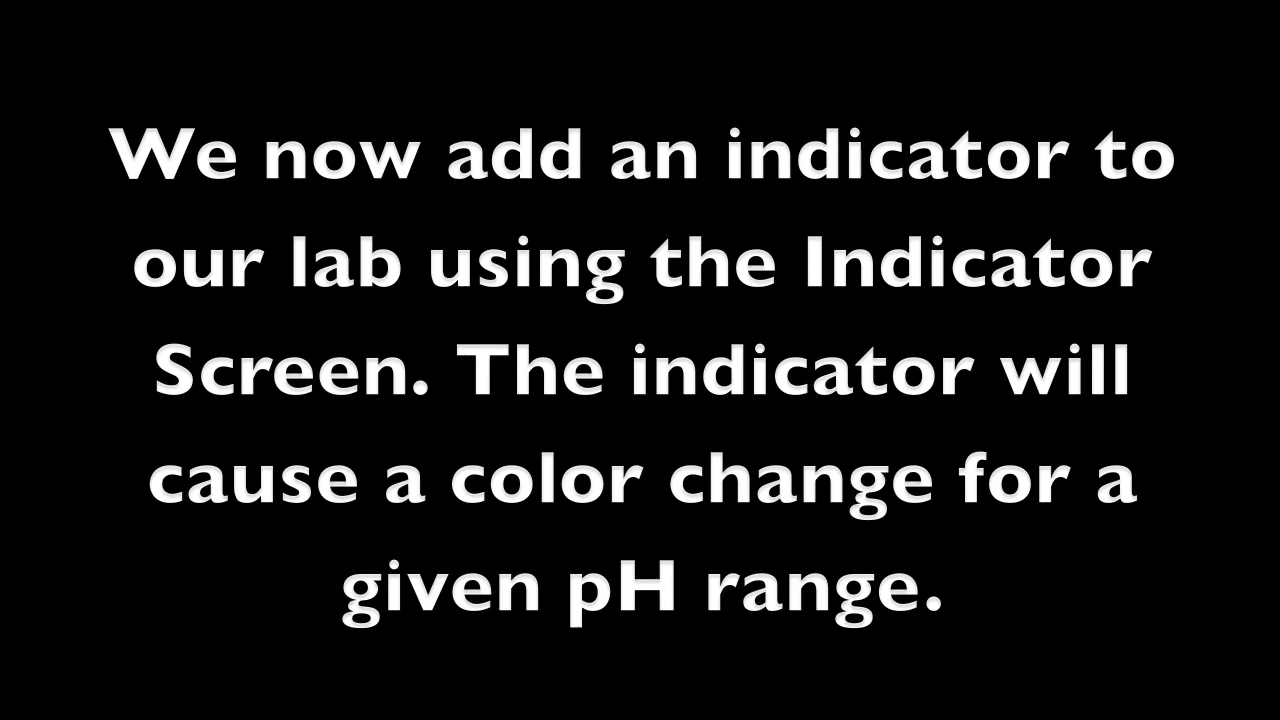 We now add an indicator to
our lab using the Indicator
Screen. The indicator will
cause a color change for a
given pH range.